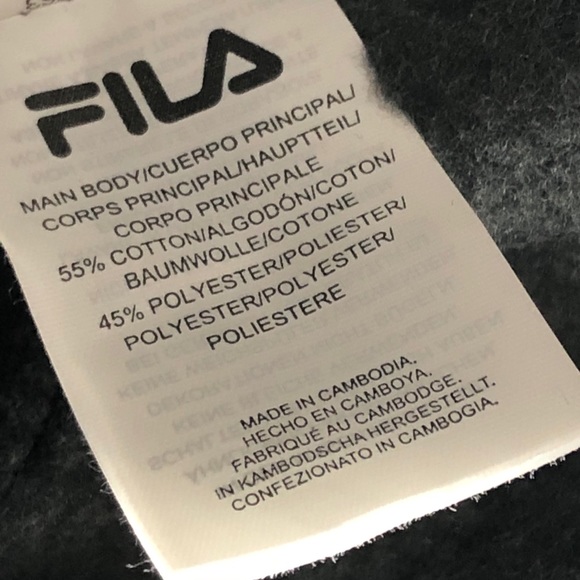 FILA
MAIN BODY/CUERPO PRINCIPAL/
CORPS PRINCIPAL/HAUPTTEIL/
CORPO PRINCIPALE
55% COTTON/ALGODÓN/COTON/
BAUMWOLLE/COTONE
45% POLYESTER/POLIESTER/
POLYESTER/POLYESTER/
POLIESTERE
MADE IN CAMBODIA.
HECHO EN CAMBOYA.
FABRIQUÉ AU CAMBODGE.
IN KAMBODSCHA HERGESTELLT.
CONFEZIONATO IN CAMBOGIA.